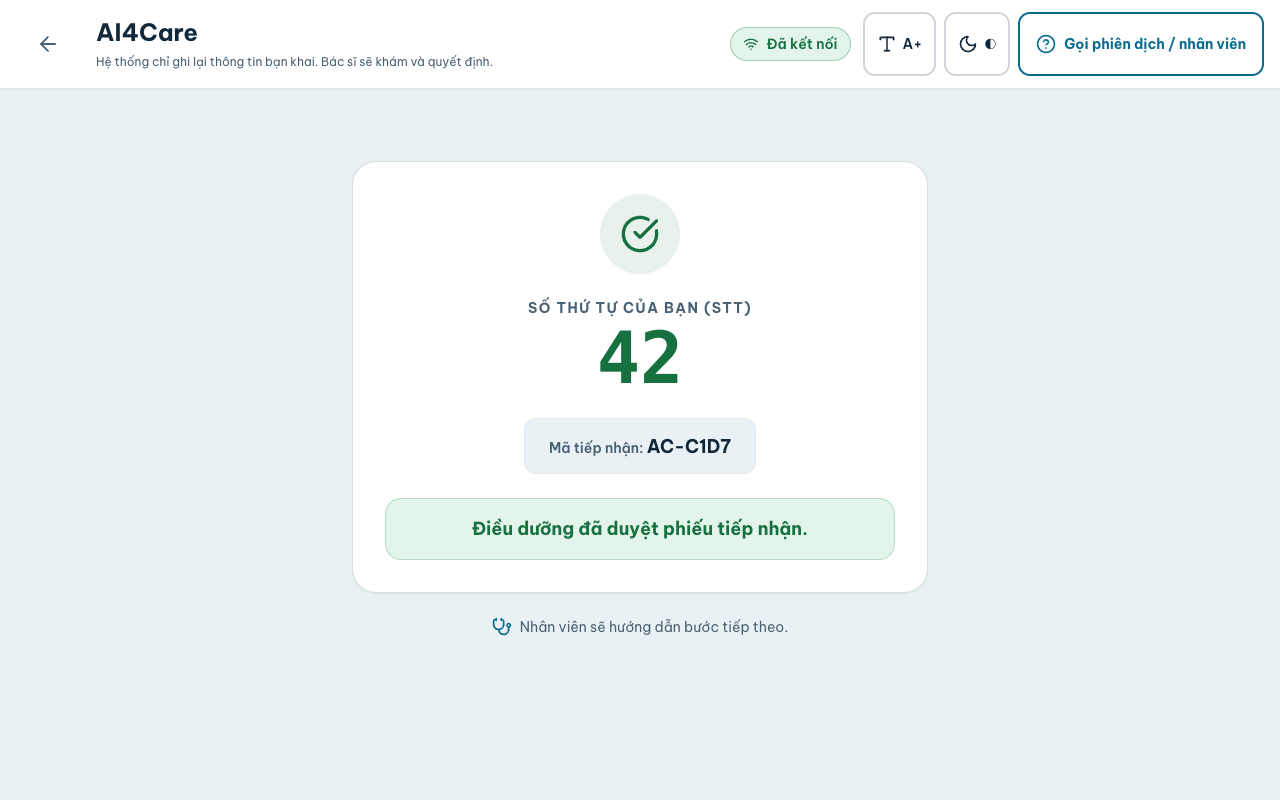 AI4Care
Hệ thống chỉ ghi lại thông tin bạn khai. Bác sĩ sẽ khám và quyết định.
Đã kết nối
A+
Gọi phiên dịch / nhân viên
SỐ THỨ TỰ CỦA BẠN (STT)
42
Mã tiếp nhận: AC-C1D7
Điều dưỡng đã duyệt phiếu tiếp nhận.
Nhân viên sẽ hướng dẫn bước tiếp theo.